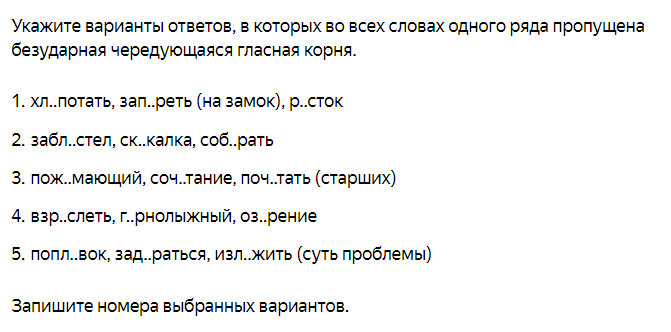 Укажите варианты ответов, в которых во всех словах одного ряда пропущена
безударная чередующаяся гласная корня.
1. хл..потать, зап..реть (на замок), р..сток
2. забл..стел, ск..калка, соб..рать
3. пож..мающий, соч..тание, поч..тать (старших)
4. взр..слеть, г..рнолыжный, оз..рение
5. попл..вок, зад..раться, изл..жить (суть проблемы)
Запишите номера выбранных вариантов.